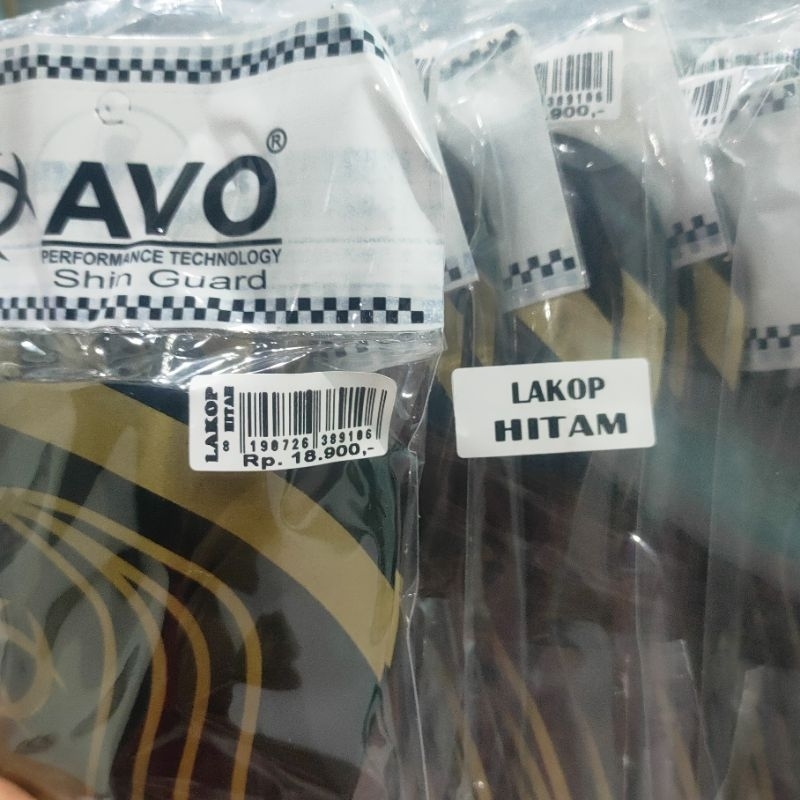 AVO®
PERFORMANCE TECHNOLOGY
Shin Guard
LAKOP
8 HITAM
190726 389106
Rp. 18.900,-
LAKOP
HITAM
389106
.900,-